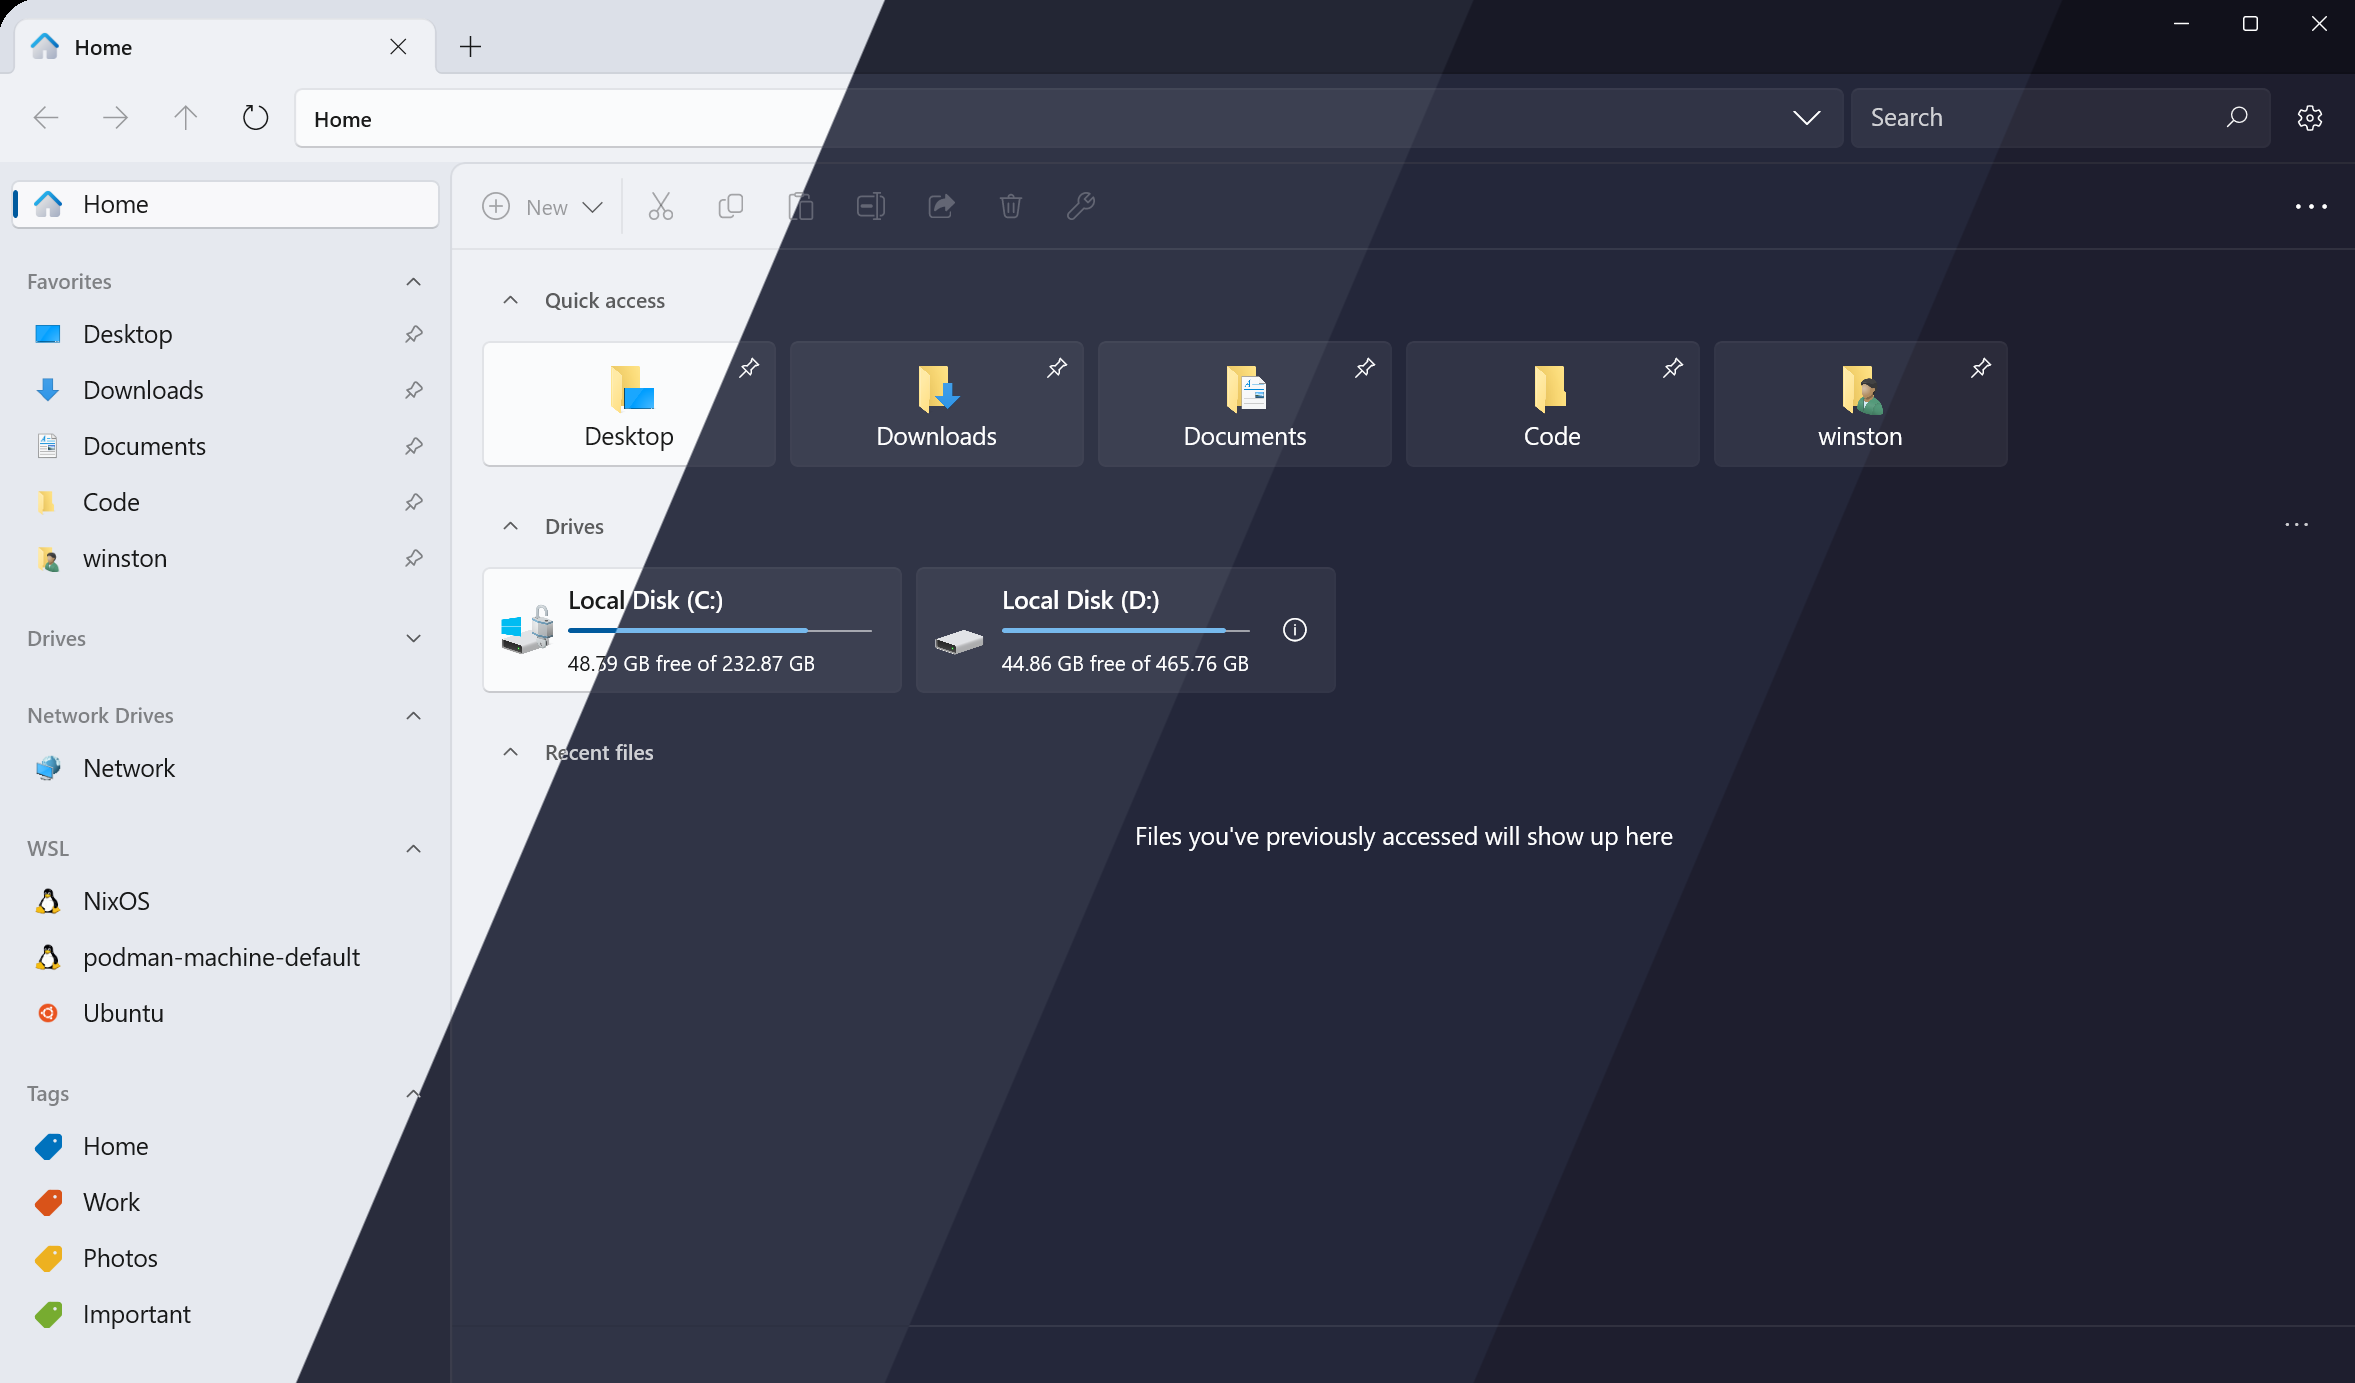 Home
Home
Search
Home
Favorites
Desktop
Downloads
Documents
Code
winston
Drives
Network Drives
Network
WSL
NixOS
podman-machine-default
Ubuntu
Tags
Home
Work
Photos
Important
New
Quick access
Desktop
Downloads
Documents
Code
winston
Drives
Local Disk (C:)
48.79 GB free of 232.87 GB
Local Disk (D:)
44.86 GB free of 465.76 GB
Recent files
Files you've previously accessed will show up here